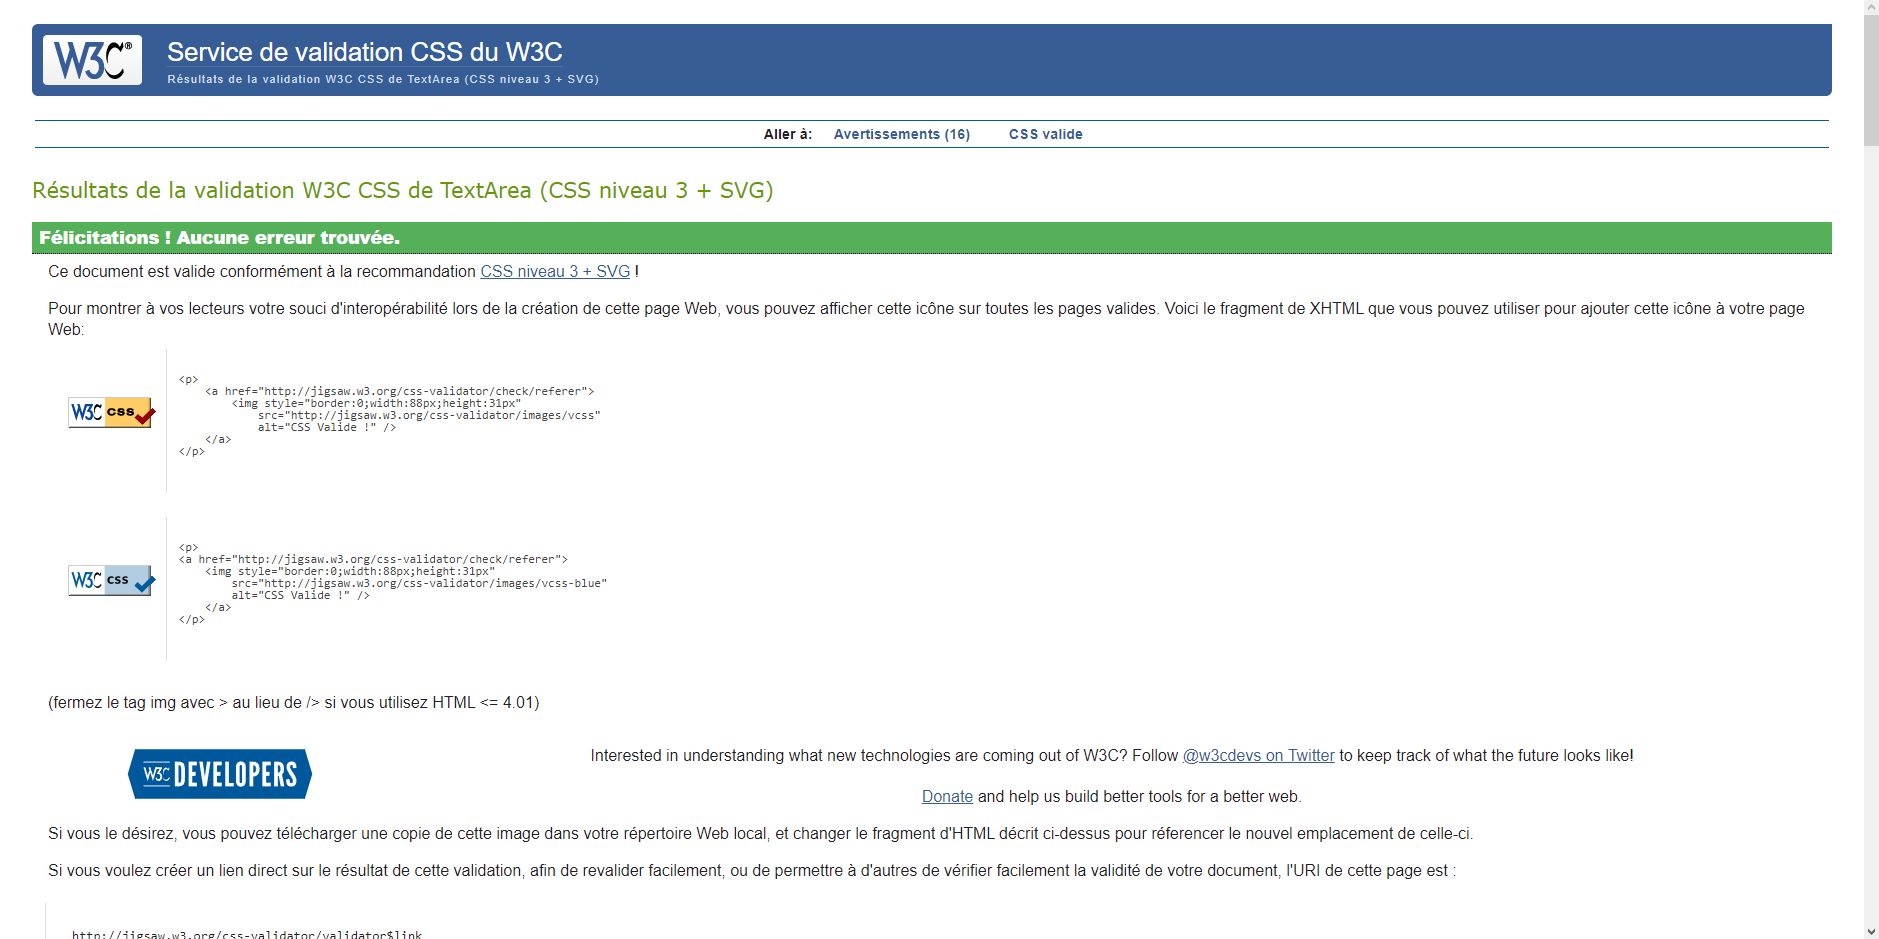 W3C® Service de validation CSS du W3C
Résultats de la validation W3C CSS de TextArea (CSS niveau 3 + SVG)
Aller à: Avertissements (16) CSS valide
Résultats de la validation W3C CSS de TextArea (CSS niveau 3 + SVG)
Félicitations ! Aucune erreur trouvée.
Ce document est valide conformément à la recommandation CSS niveau 3 + SVG !
Pour montrer à vos lecteurs votre souci d'interopérabilité lors de la création de cette page Web, vous pouvez afficher cette icône sur toutes les pages valides. Voici le fragment de XHTML que vous pouvez utiliser pour ajouter cette icône à votre page
Web:
W3C css
<p>
<a href="http://jigsaw.w3.org/css-validator/check/referer">
<img style="border:0;width:88px;height:31px"
src="http://jigsaw.w3.org/css-validator/images/vcss"
alt="CSS Valide !" />
</a>
</p>
W3C css
<p>
<a href="http://jigsaw.w3.org/css-validator/check/referer">
<img style="border:0;width:88px;height:31px"
src="http://jigsaw.w3.org/css-validator/images/vcss-blue"
alt="CSS Valide !" />
</a>
</p>
(fermez le tag img avec > au lieu de /> si vous utilisez HTML <= 4.01)
W3C DEVELOPERS
Interested in understanding what new technologies are coming out of W3C? Follow @w3cdevs on Twitter to keep track of what the future looks like!
Donate and help us build better tools for a better web.
Si vous le désirez, vous pouvez télécharger une copie de cette image dans votre répertoire Web local, et changer le fragment d'HTML décrit ci-dessus pour réferencer le nouvel emplacement de celle-ci.
Si vous voulez créer un lien direct sur le résultat de cette validation, afin de revalider facilement, ou de permettre à d'autres de vérifier facilement la validité de votre document, l'URI de cette page est :
http://jigsaw.w3.org/css-validator/validator$link